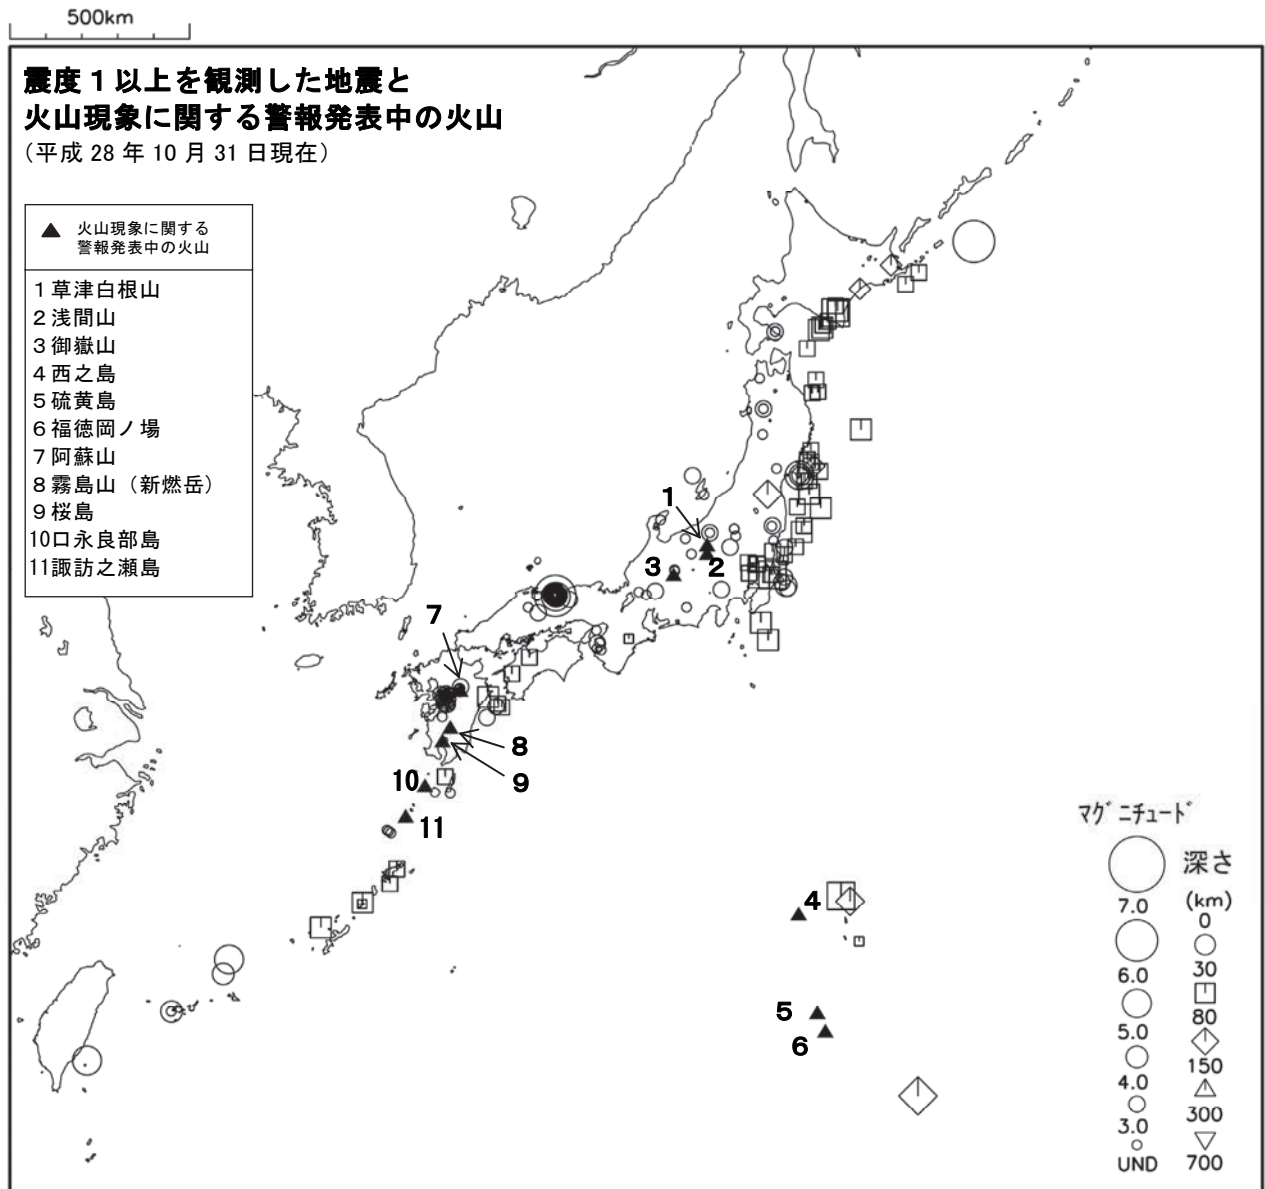 500km
震度１以上を観測した地震と
火山現象に関する警報発表中の火山
（平成 28 年 10 月 31 日現在）
▲ 火山現象に関する
警報発表中の火山
1 草津白根山
2 浅間山
3 御嶽山
4 西之島
5 硫黄島
6 福徳岡ノ場
7 阿蘇山
8 霧島山（新燃岳）
9 桜島
10 口永良部島
11 諏訪之瀬島
1
3
2
7
8
9
10
11
4
5
6
ﾏｸﾞﾆﾁｭｰﾄﾞ
深さ
(km)
7.0
0
6.0
30
80
5.0
150
4.0
300
3.0
UND
700